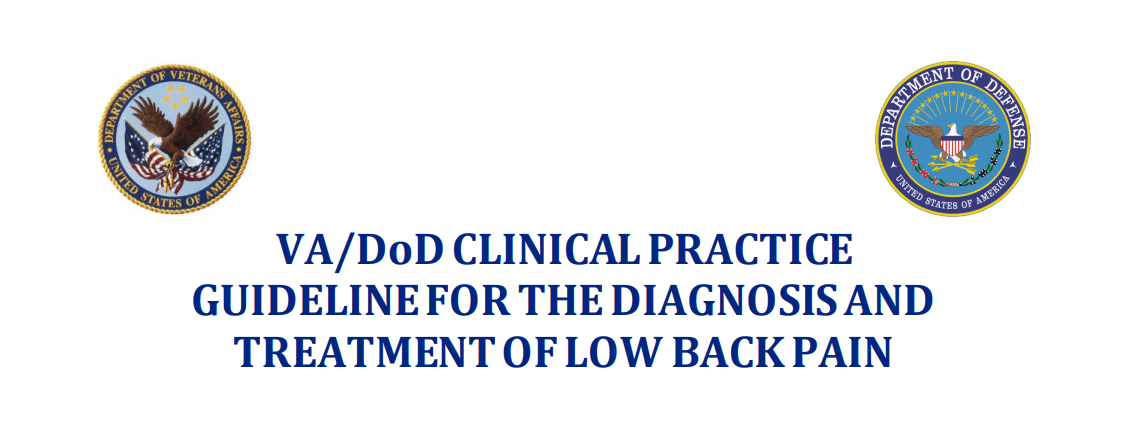 DEPARTMENT OF VETERANS AFFAIRS
UNITED STATES OF AMERICA
DEPARTMENT OF DEFENSE
UNITED STATES OF AMERICA
VA/DoD CLINICAL PRACTICE
GUIDELINE FOR THE DIAGNOSIS AND
TREATMENT OF LOW BACK PAIN